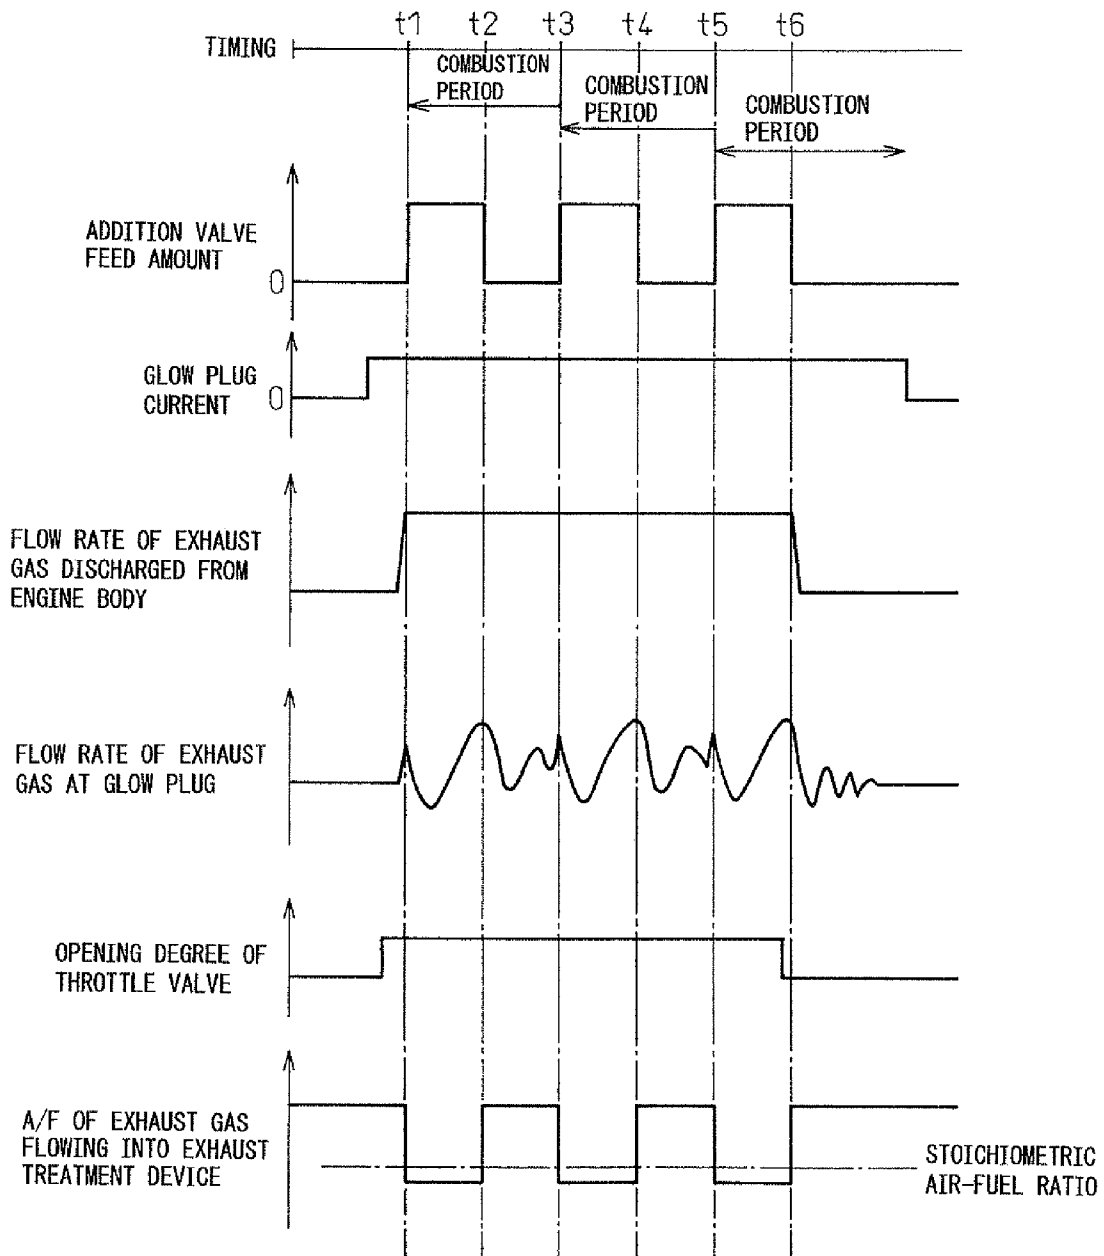 t1 t2 t3 t4 t5 t6
TIMING
COMBUSTION
PERIOD
COMBUSTION
PERIOD
COMBUSTION
PERIOD
ADDITION VALVE
FEED AMOUNT
0
GLOW PLUG
CURRENT
0
FLOW RATE OF EXHAUST
GAS DISCHARGED FROM
ENGINE BODY
FLOW RATE OF EXHAUST
GAS AT GLOW PLUG
OPENING DEGREE OF
THROTTLE VALVE
A/F OF EXHAUST GAS
FLOWING INTO EXHAUST
TREATMENT DEVICE
STOICHIOMETRIC
AIR-FUEL RATIO